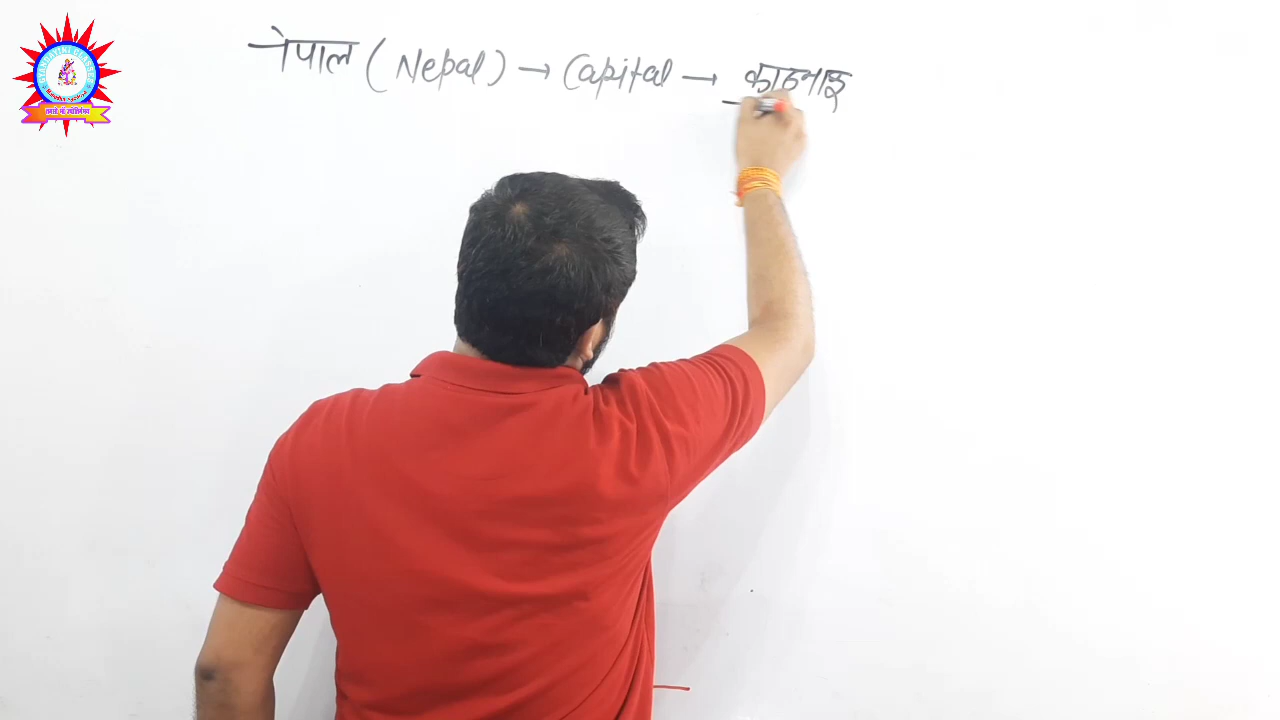 नेपाल (Nepal) → Capital → काठमाडू